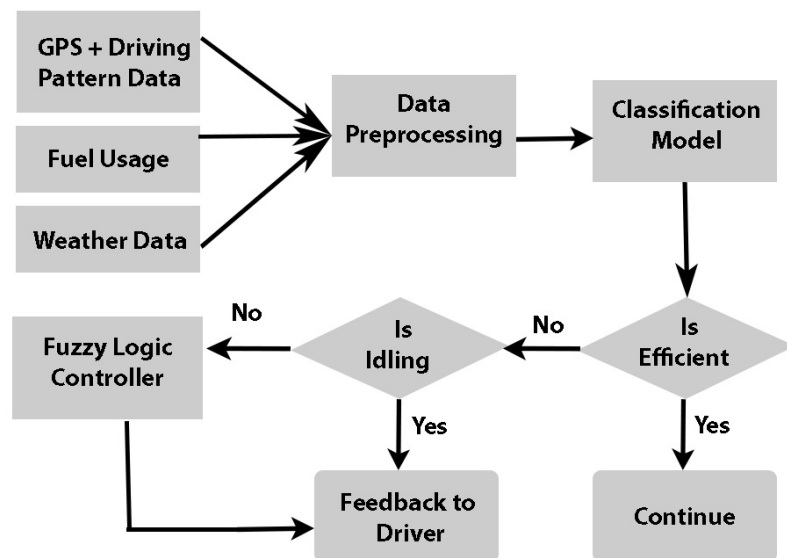 GPS + Driving
Pattern Data
Fuel Usage
Weather Data
Data
Preprocessing
Classification
Model
Is
Efficient
No
Yes
Continue
Is
Idling
No
Yes
Fuzzy Logic
Controller
Feedback to
Driver